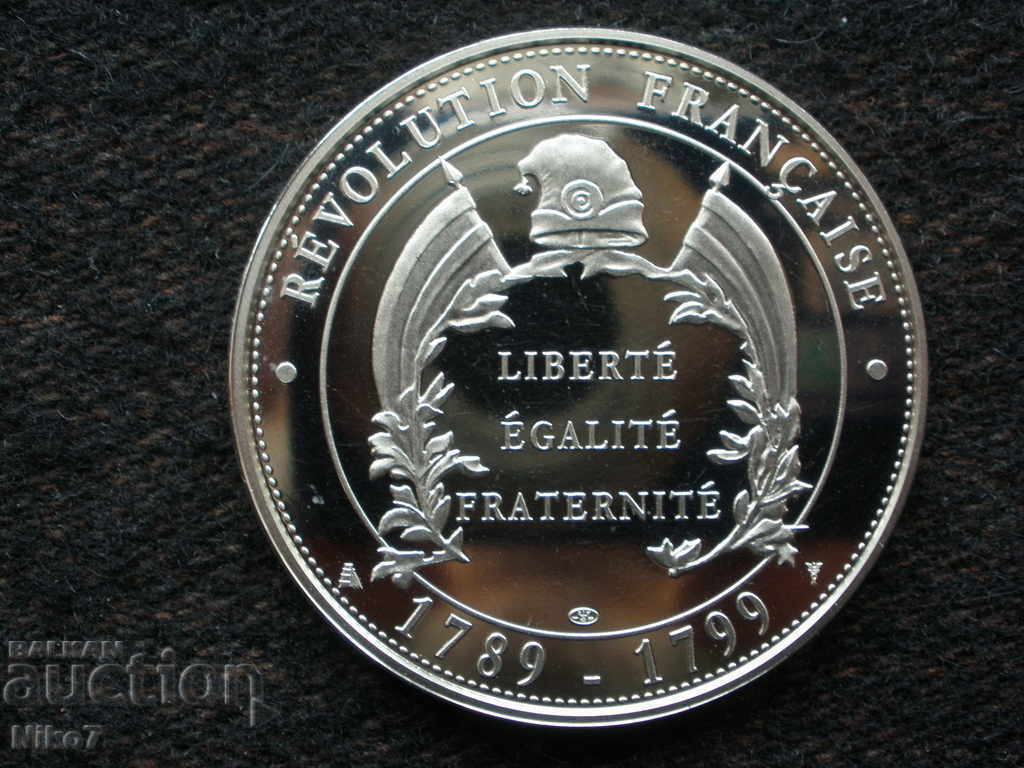 RÉVOLUTION FRANÇAISE
LIBERTÉ
ÉGALITÉ
FRATERNITÉ
1789 - 1799
BALKAN
auction
Niko7